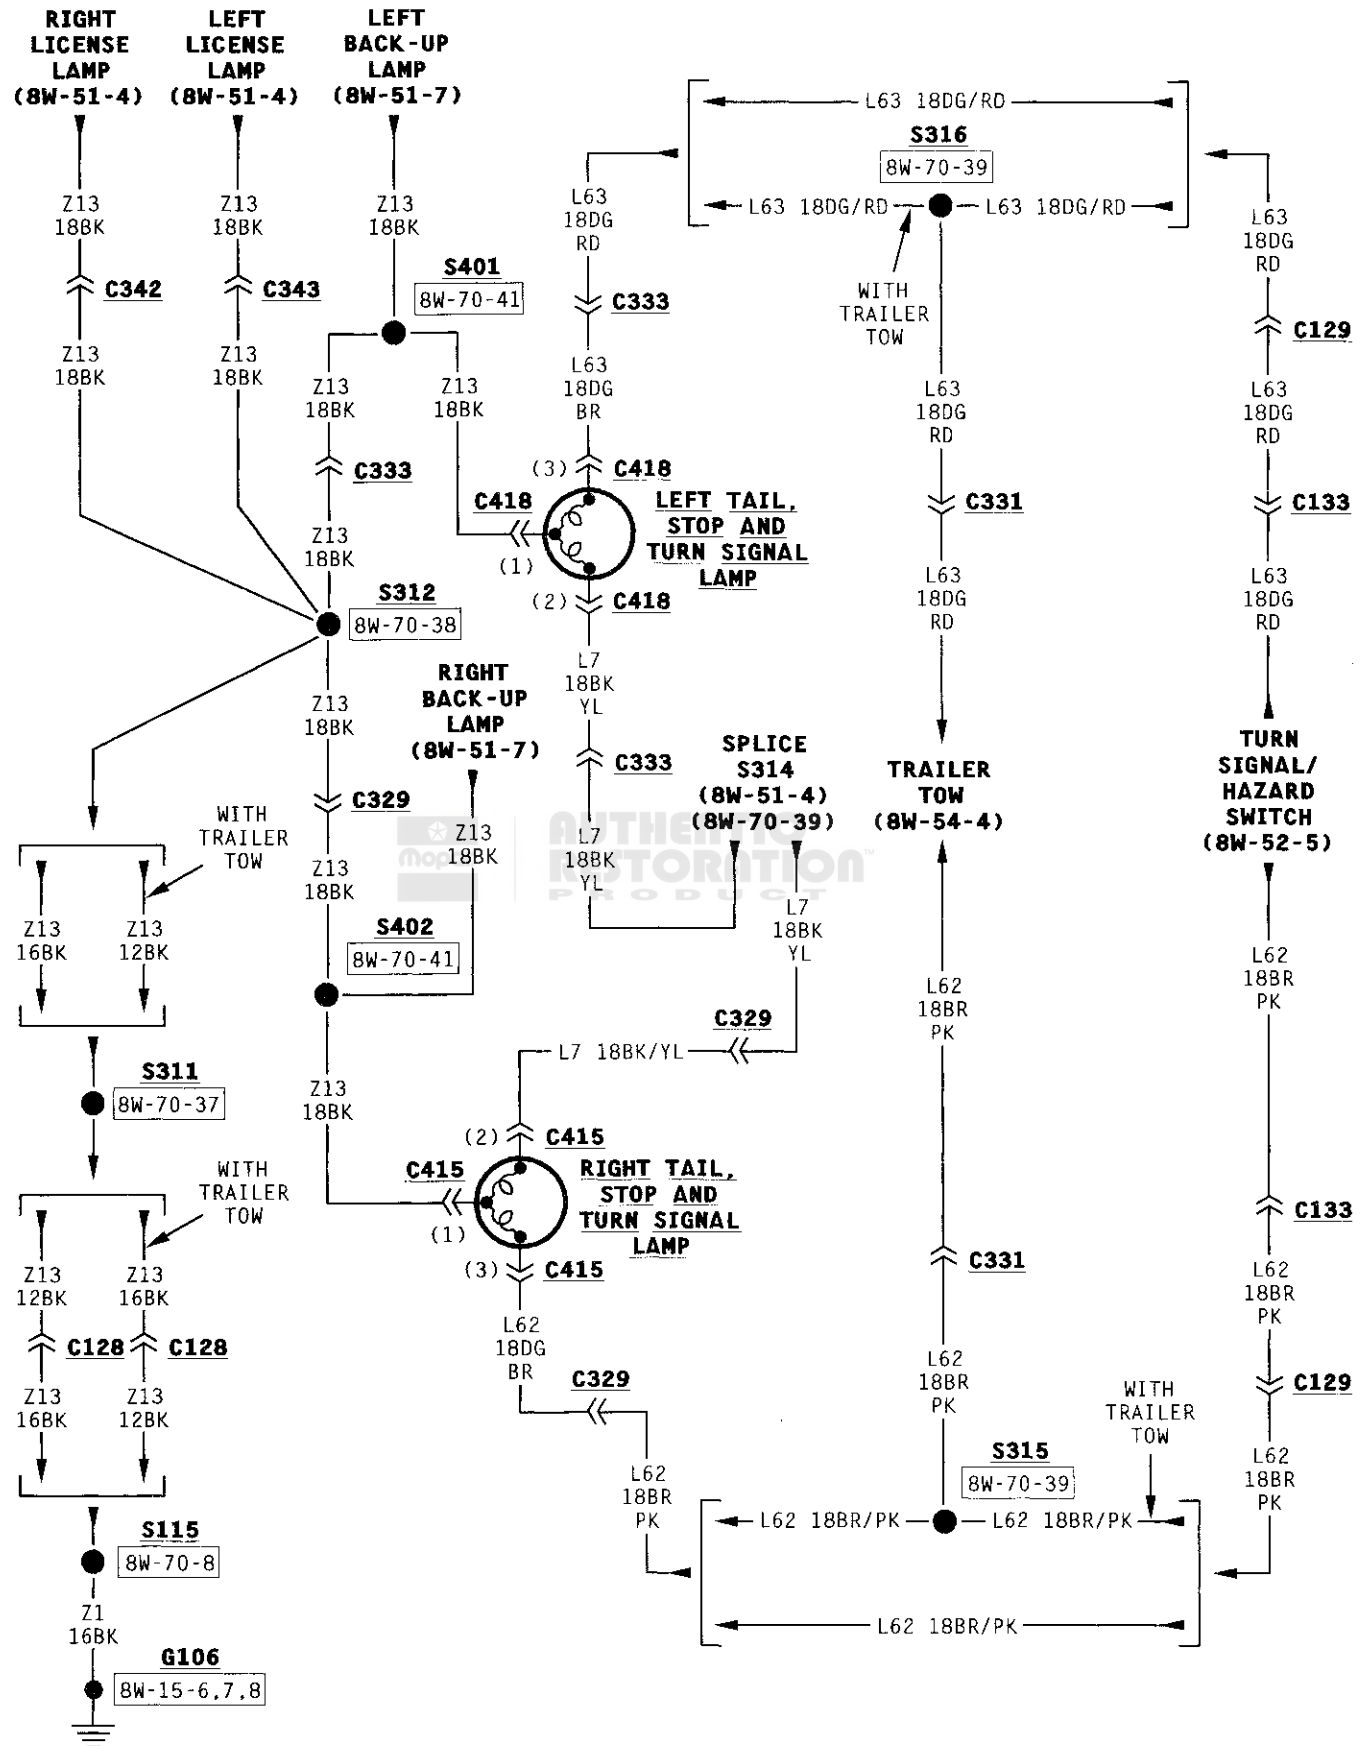 RIGHT
LICENSE
LAMP
(8W-51-4)
LEFT
LICENSE
LAMP
(8W-51-4)
LEFT
BACK-UP
LAMP
(8W-51-7)
L63 18DG/RD
S316
8W-70-39
L63 18DG/RD
L63 18DG/RD
WITH
TRAILER
TOW
Z13
18BK
Z13
18BK
Z13
18BK
L63
18DG
RD
L63
18DG
RD
C342
C343
S401
8W-70-41
C333
C129
Z13
18BK
Z13
18BK
Z13
18BK
Z13
18BK
L63
18DG
BR
L63
18DG
RD
L63
18DG
RD
C333
(3)
C418
C418
(1)
LEFT TAIL,
STOP AND
TURN SIGNAL
LAMP
C331
C133
Z13
18BK
(2)
C418
L63
18DG
RD
L63
18DG
RD
S312
8W-70-38
Z13
18BK
RIGHT
BACK-UP
LAMP
(8W-51-7)
L7
18BK
YL
C333
SPLICE
S314
(8W-51-4)
(8W-70-39)
TRAILER
TOW
(8W-54-4)
TURN
SIGNAL/
HAZARD
SWITCH
(8W-52-5)
C329
WITH
TRAILER
TOW
Z13
18BK
Z13
18BK
L7
18BK
YL
Mopar
AUTHENTIC
RESTORATION™
PRODUCT
Z13
16BK
Z13
12BK
S402
8W-70-41
L7
18BK
YL
L62
18BR
PK
L62
18BR
PK
C329
L7 18BK/YL
S311
8W-70-37
Z13
18BK
(2)
C415
C415
(1)
RIGHT TAIL,
STOP AND
TURN SIGNAL
LAMP
WITH
TRAILER
TOW
C133
(3)
C415
C331
Z13
12BK
Z13
16BK
L62
18BR
PK
C128
C128
L62
18DG
BR
C329
L62
18BR
PK
C129
WITH
TRAILER
TOW
Z13
16BK
Z13
12BK
L62
18BR
PK
S315
8W-70-39
L62
18BR
PK
L62 18BR/PK
L62 18BR/PK
S115
8W-70-8
L62 18BR/PK
Z1
16BK
G106
8W-15-6,7,8